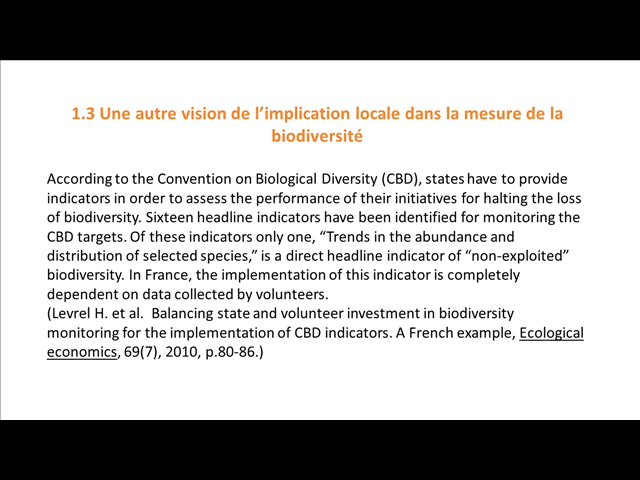 1.3 Une autre vision de l’implication locale dans la mesure de la
biodiversité
According to the Convention on Biological Diversity (CBD), states have to provide
indicators in order to assess the performance of their initiatives for halting the loss
of biodiversity. Sixteen headline indicators have been identified for monitoring the
CBD targets. Of these indicators only one, “Trends in the abundance and
distribution of selected species,” is a direct headline indicator of “non-exploited”
biodiversity. In France, the implementation of this indicator is completely
dependent on data collected by volunteers.
(Levrel H. et al.  Balancing state and volunteer investment in biodiversity
monitoring for the implementation of CBD indicators. A French example, Ecological
economics, 69(7), 2010, p.80-86.)